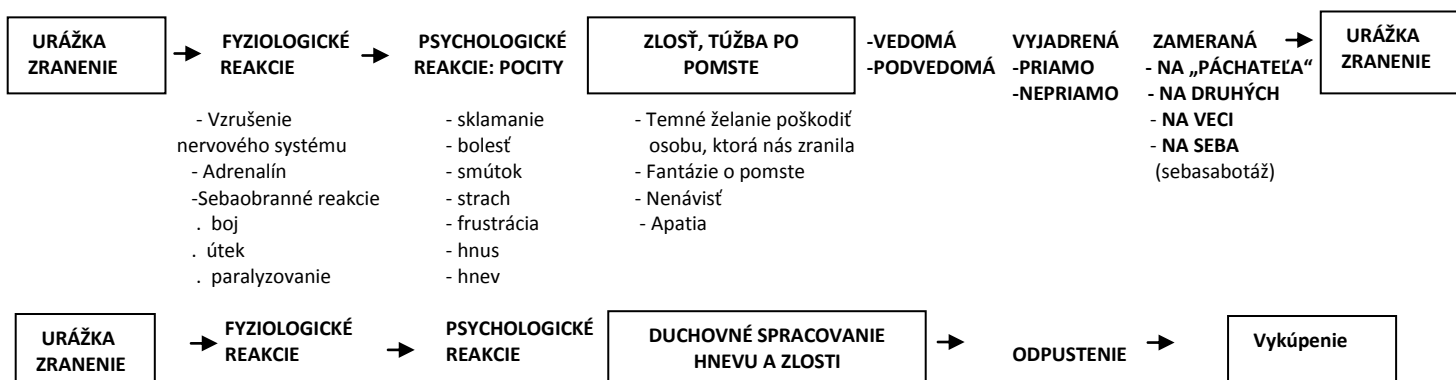 URÁŽKA
ZRANENIE
FYZIOLOGICKÉ
REAKCIE
PSYCHOLOGICKÉ
REAKCIE: POCITY
ZLOSŤ, TÚŽBA PO
POMSTE
-VEDOMÁ
-PODVEDOMÁ
VYJADRENÁ
-PRIAMO
-NEPRIAMO
ZAMERANÁ
- NA „PÁCHATEĽA“
- NA DRUHÝCH
- NA VECI
- NA SEBA
(sebasabotáž)
URÁŽKA
ZRANENIE
- Vzrušenie
nervového systému
- Adrenalín
-Sebaobranné reakcie
. boj
. útek
. paralyzovanie
- sklamanie
- bolesť
- smútok
- strach
- frustrácia
- hnus
- hnev
- Temné želanie poškodiť
osobu, ktorá nás zranila
- Fantázie o pomste
- Nenávisť
- Apatia
URÁŽKA
ZRANENIE
FYZIOLOGICKÉ
REAKCIE
PSYCHOLOGICKÉ
REAKCIE
DUCHOVNÉ SPRACOVANIE
HNEVU A ZLOSTI
ODPUSTENIE
Vykúpenie